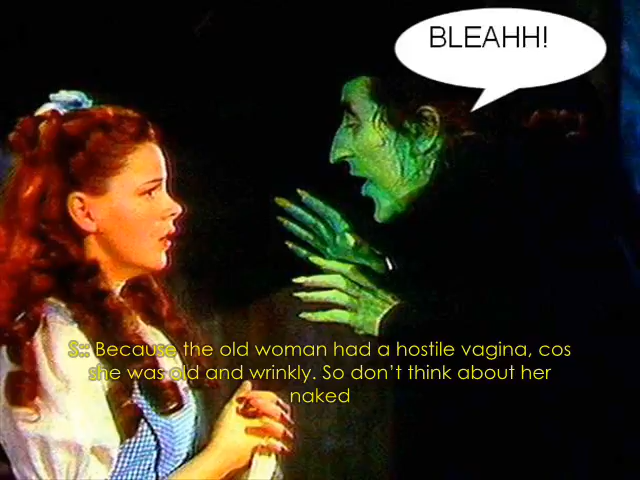 BLEAHH!
S:: Because the old woman had a hostile vagina, cos
she was old and wrinkly. So don't think about her
naked